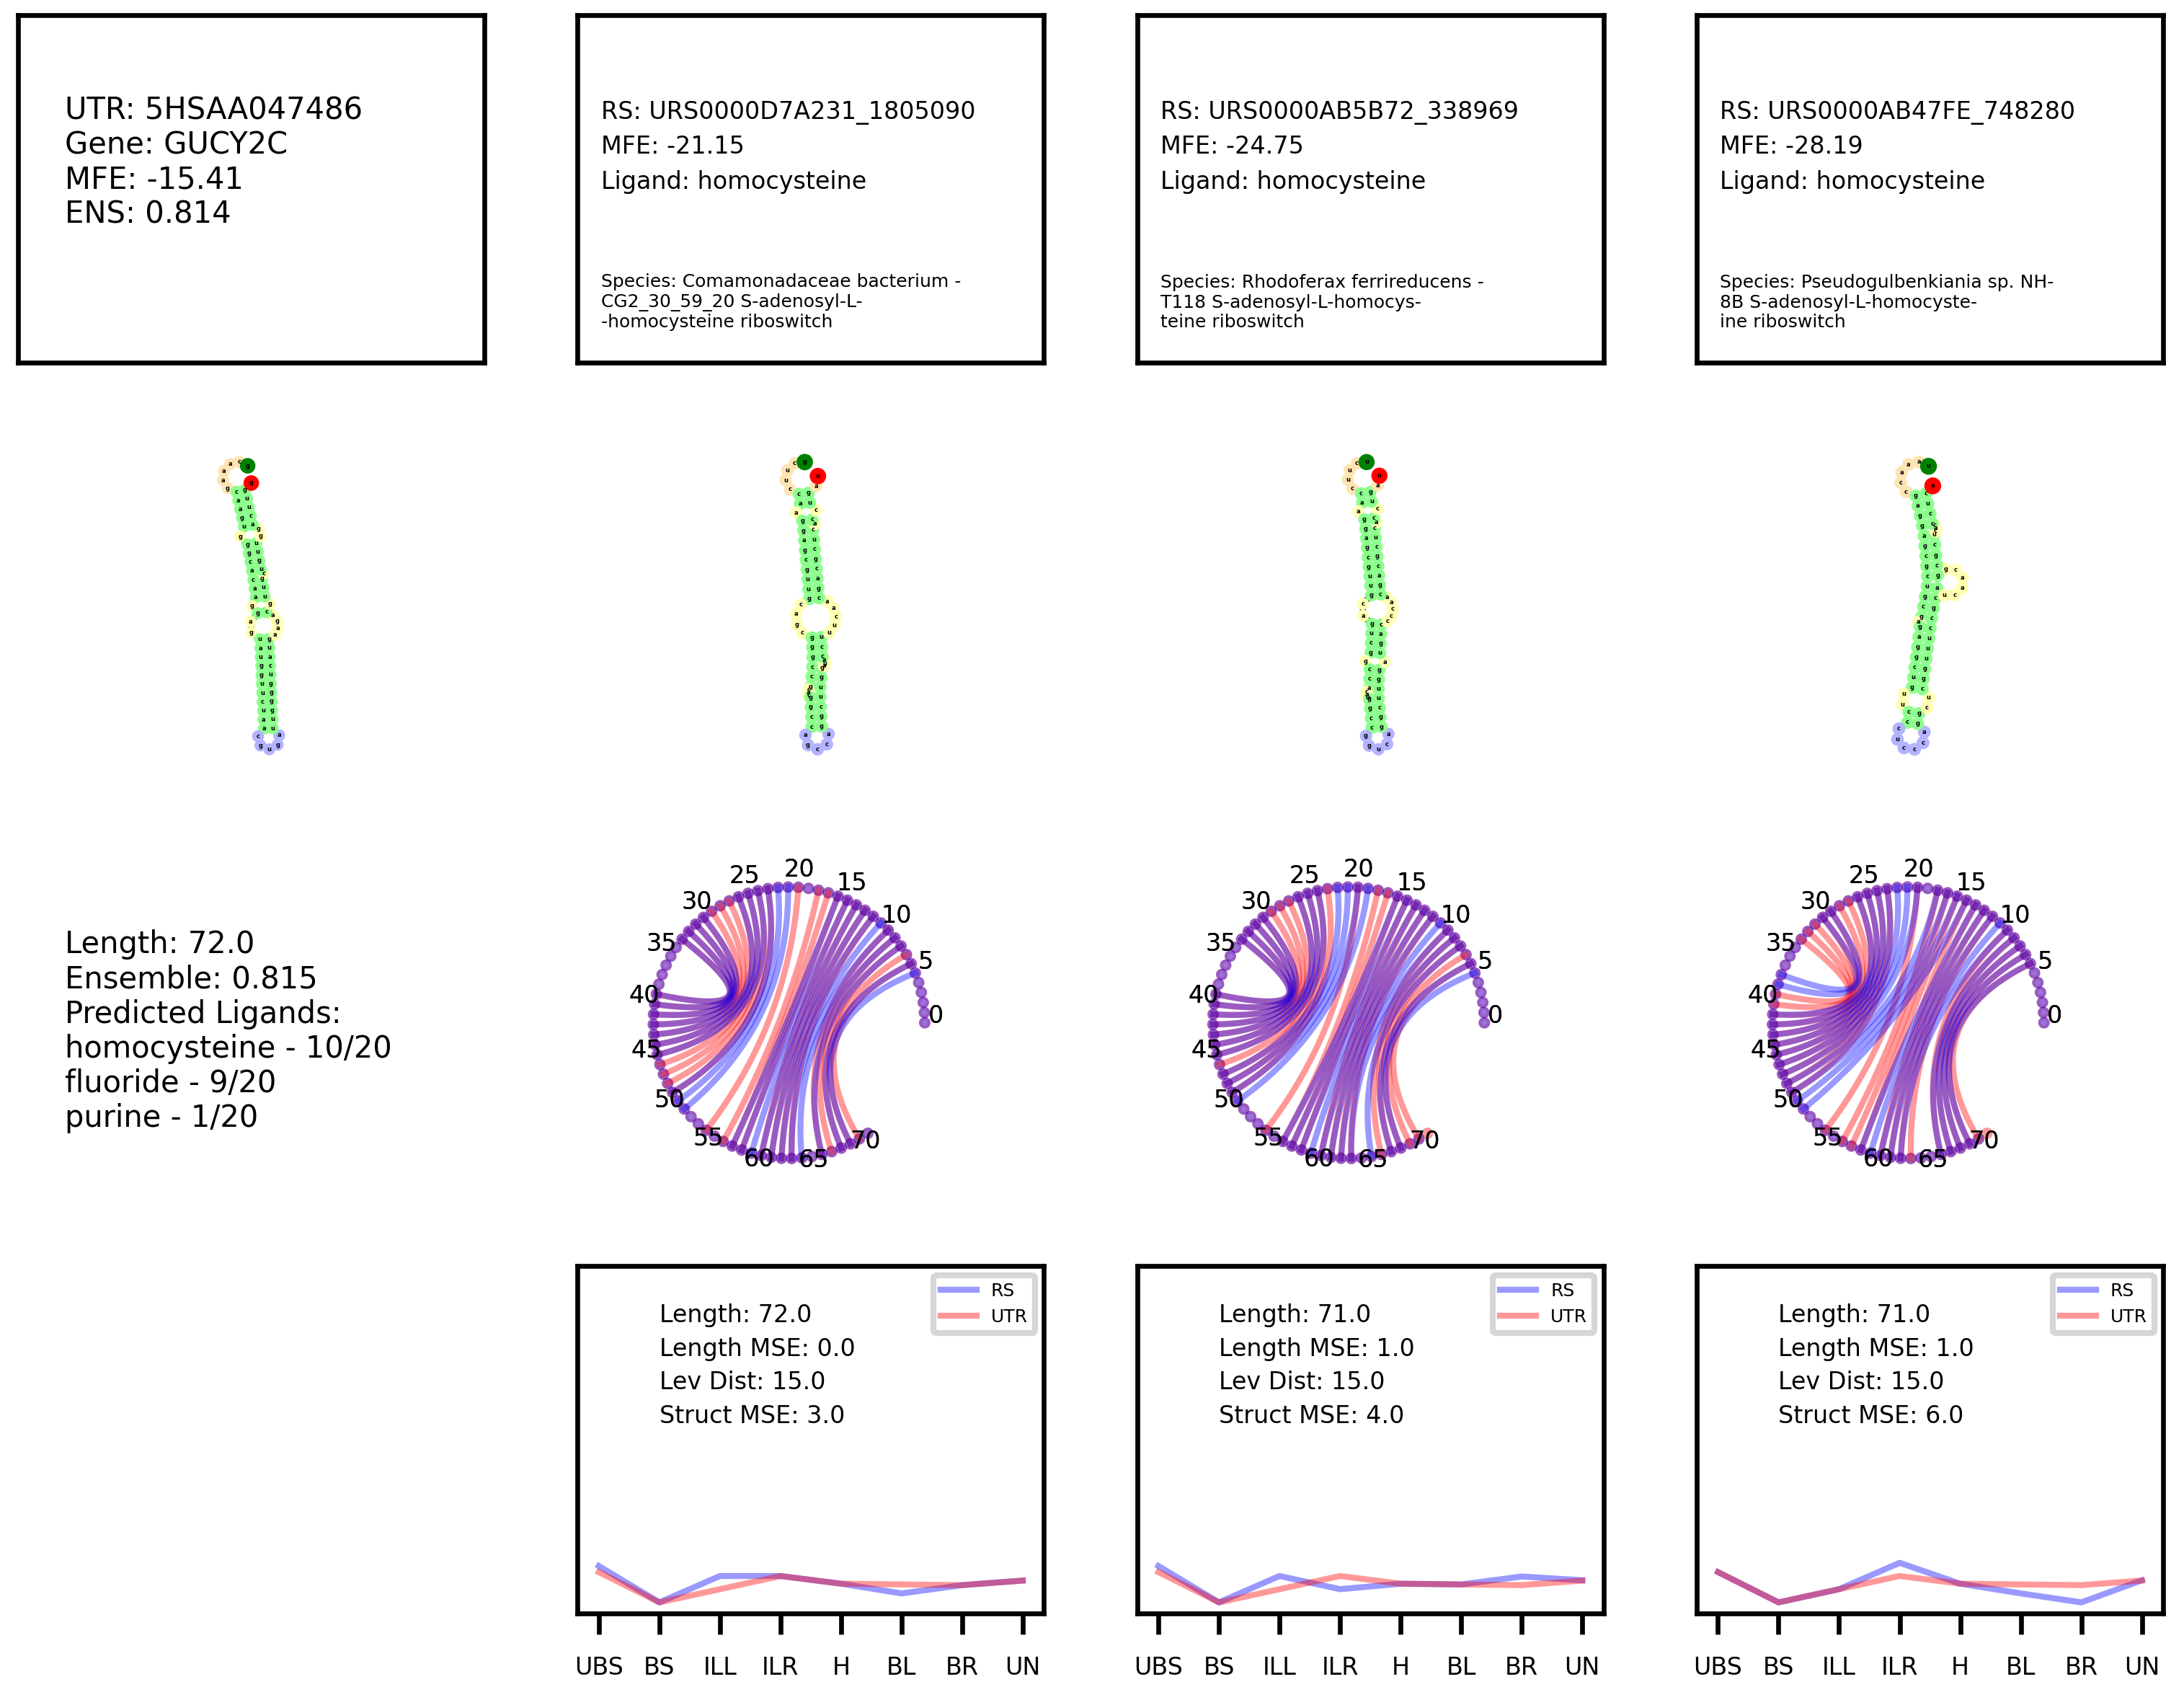 UTR: 5HSAA047486
Gene: GUCY2C
MFE: -15.41
ENS: 0.814
RS: URS0000D7A231_1805090
MFE: -21.15
Ligand: homocysteine
Species: Comamonadaceae bacterium -
CG2_30_59_20 S-adenosyl-L-
-homocysteine riboswitch
RS: URS0000AB5B72_338969
MFE: -24.75
Ligand: homocysteine
Species: Rhodoferax ferrireducens -
T118 S-adenosyl-L-homocys-
teine riboswitch
RS: URS0000AB47FE_748280
MFE: -28.19
Ligand: homocysteine
Species: Pseudogulbenkiania sp. NH-
8B S-adenosyl-L-homocyste-
ine riboswitch
Length: 72.0
Ensemble: 0.815
Predicted Ligands:
homocysteine - 10/20
fluoride - 9/20
purine - 1/20
0 5 10 15 20 25 30 35 40 45 50 55 60 65 70
0 5 10 15 20 25 30 35 40 45 50 55 60 65 70
0 5 10 15 20 25 30 35 40 45 50 55 60 65 70
Length: 72.0
Length MSE: 0.0
Lev Dist: 15.0
Struct MSE: 3.0
RS
UTR
UBS BS ILL ILR H BL BR UN
Length: 71.0
Length MSE: 1.0
Lev Dist: 15.0
Struct MSE: 4.0
RS
UTR
UBS BS ILL ILR H BL BR UN
Length: 71.0
Length MSE: 1.0
Lev Dist: 15.0
Struct MSE: 6.0
RS
UTR
UBS BS ILL ILR H BL BR UN